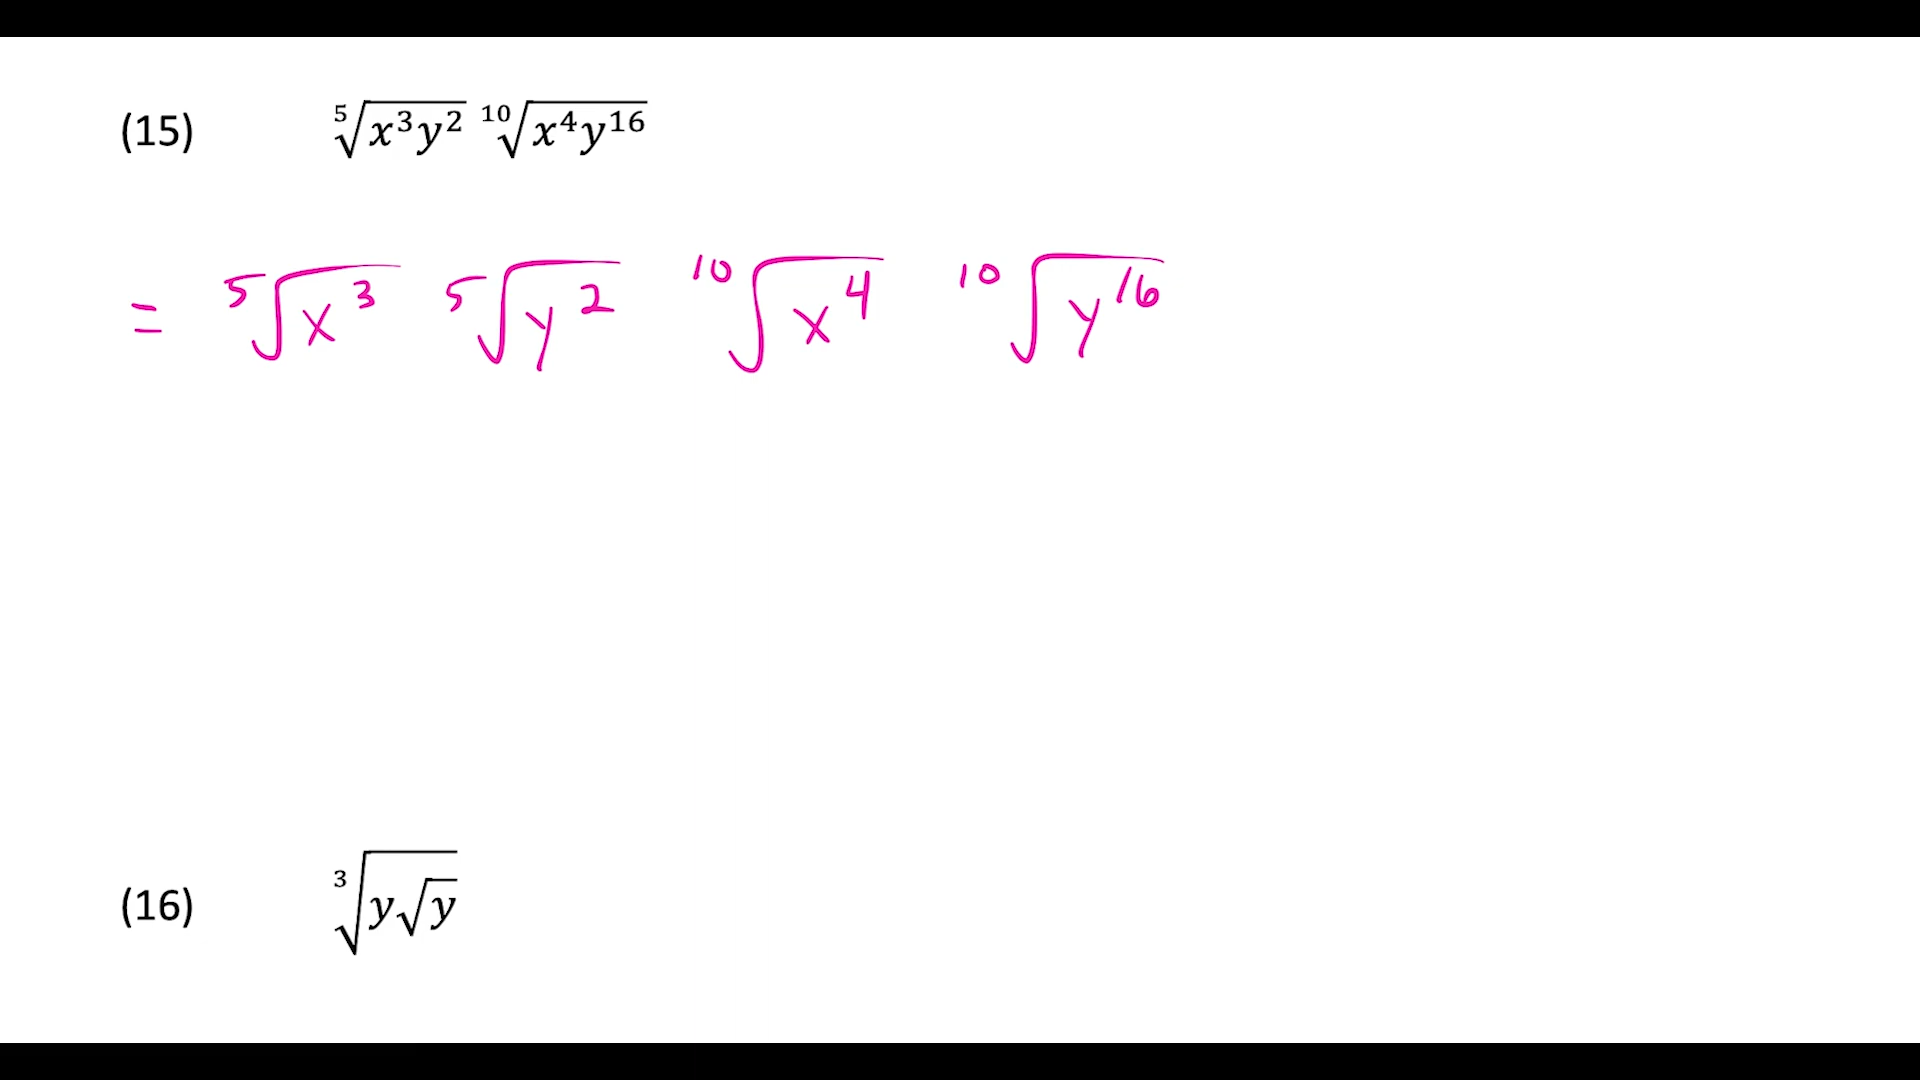 (15) ⁵√(x³y²) ¹⁰√(x⁴y¹⁶)
= ⁵√(x³) ⁵√(y²) ¹⁰√(x⁴) ¹⁰√(y¹⁶)
(16) ³√(y√y)